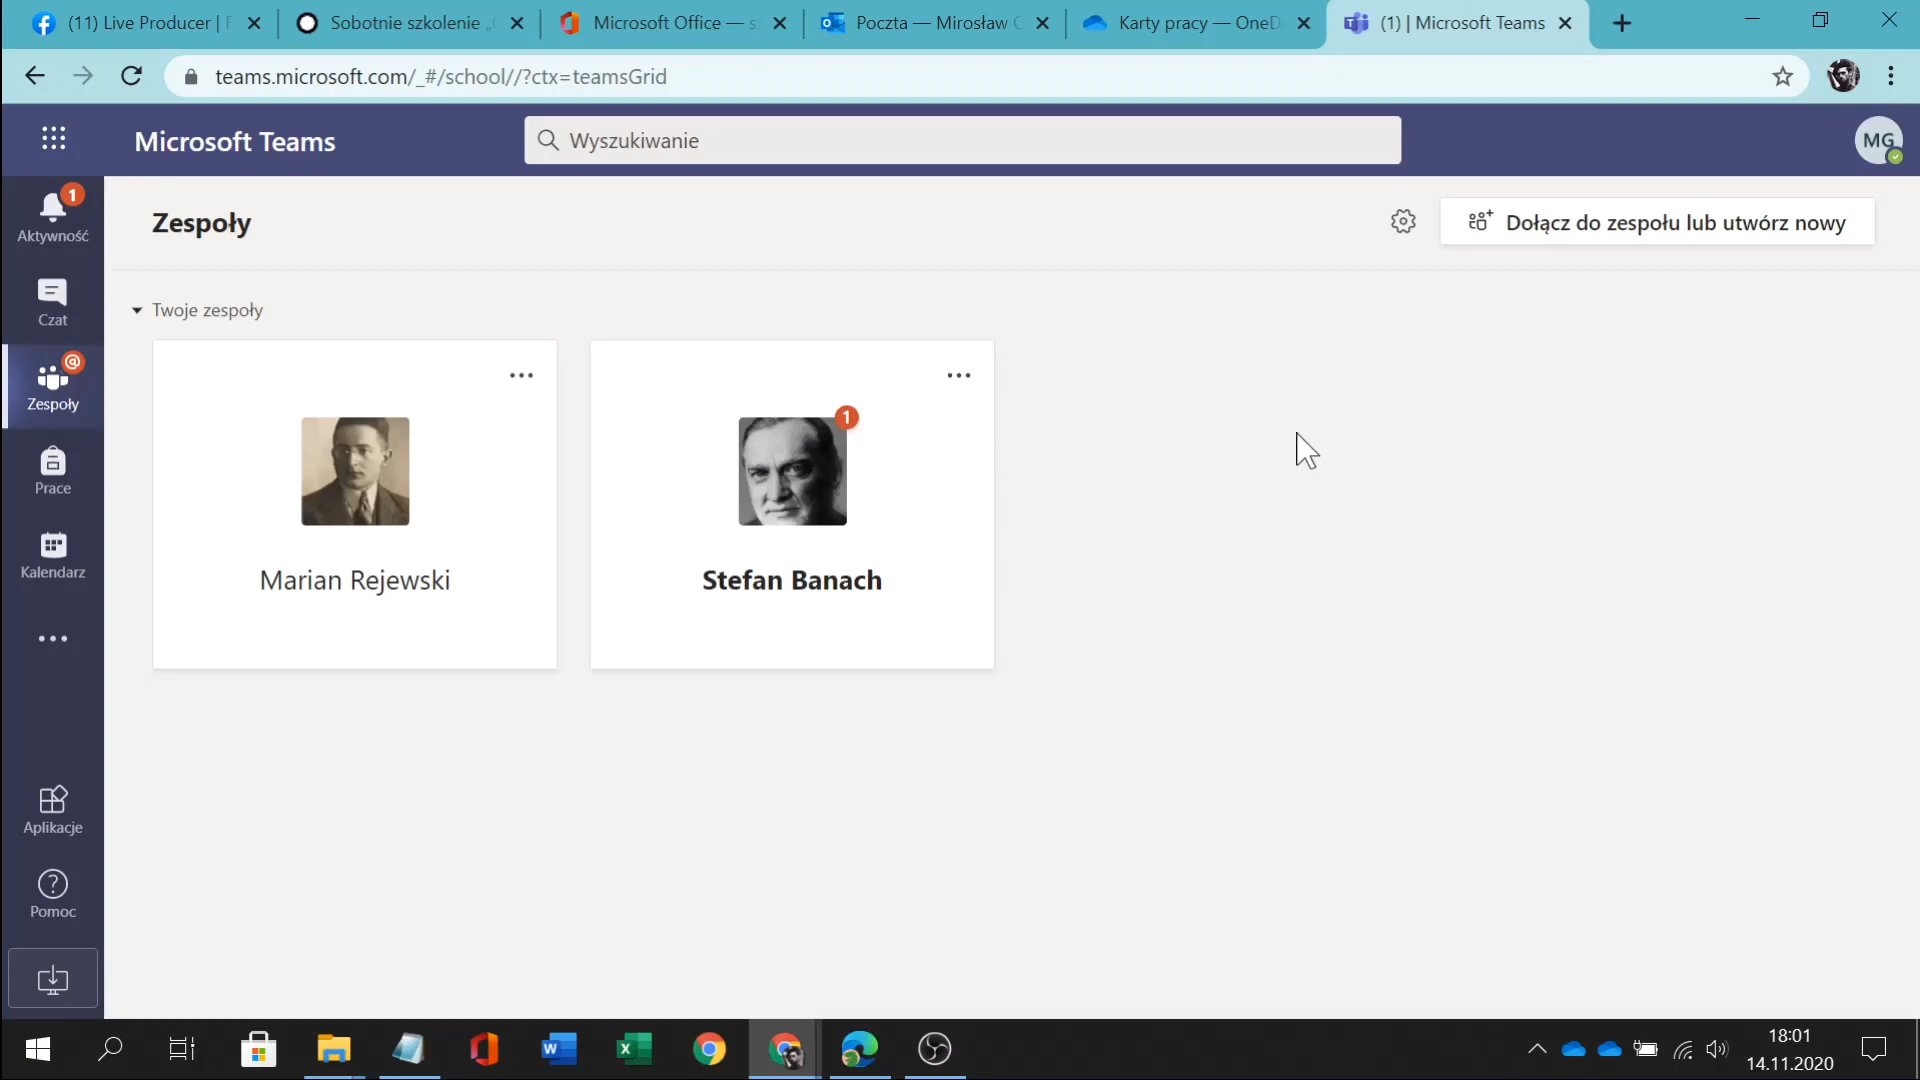 (11) Live Producer | F
Sobotnie szkolenie „
Microsoft Office — s
Poczta — Mirosław G
Karty pracy — OneD
(1) | Microsoft Teams
teams.microsoft.com/_#/school//?ctx=teamsGrid
Microsoft Teams
Wyszukiwanie
MG
1
Aktywność
Czat
@
Zespoły
Prace
Kalendarz
Aplikacje
Pomoc
Zespoły
Dołącz do zespołu lub utwórz nowy
Twoje zespoły
Marian Rejewski
1
Stefan Banach
18:01
14.11.2020